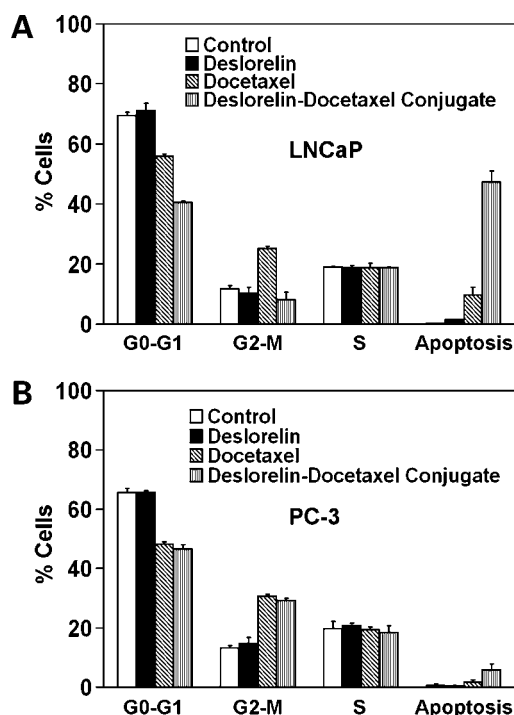 A
100
80
60
40
20
0
% Cells
Control
Deslorelin
Docetaxel
Deslorelin-Docetaxel Conjugate
LNCaP
G0-G1 G2-M S Apoptosis
B
100
80
60
40
20
0
% Cells
Control
Deslorelin
Docetaxel
Deslorelin-Docetaxel Conjugate
PC-3
G0-G1 G2-M S Apoptosis